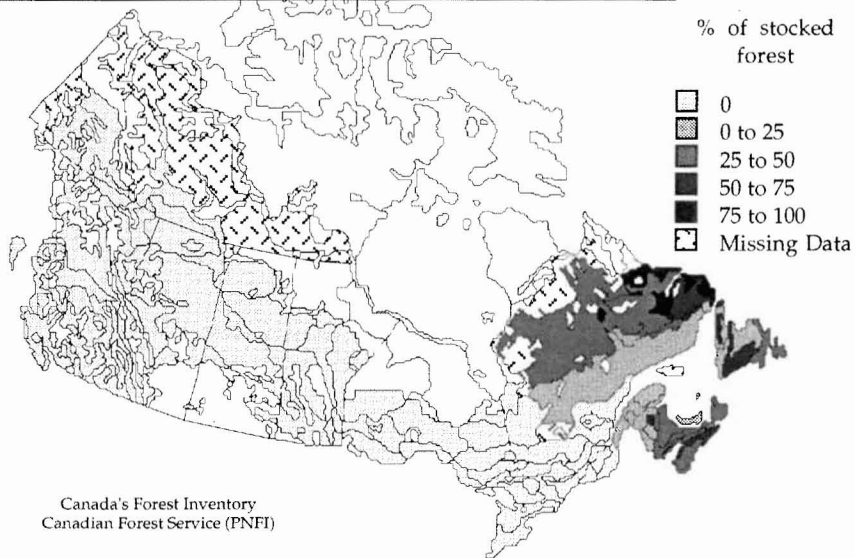 % of stocked
forest
0
0 to 25
25 to 50
50 to 75
75 to 100
Missing Data
Canada's Forest Inventory
Canadian Forest Service (PNFI)